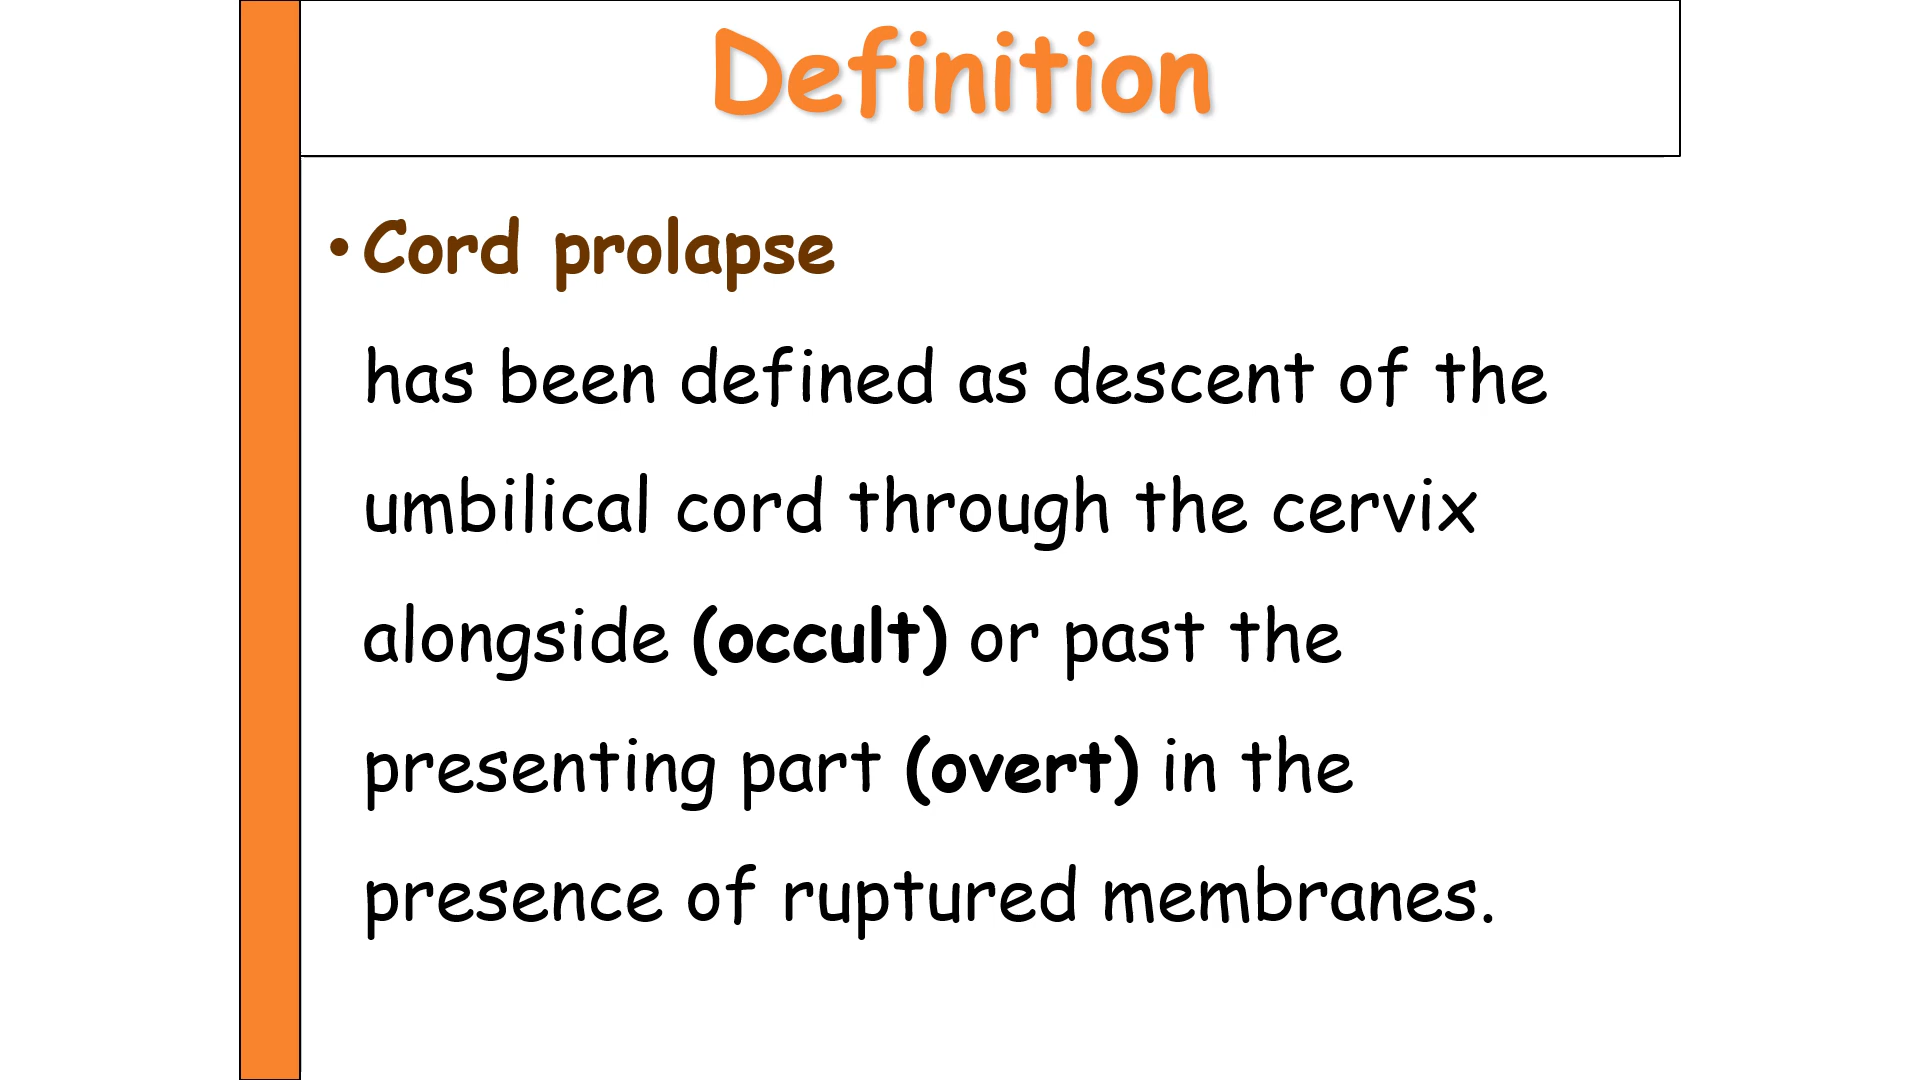 Definition
• Cord prolapse
has been defined as descent of the
umbilical cord through the cervix
alongside (occult) or past the
presenting part (overt) in the
presence of ruptured membranes.